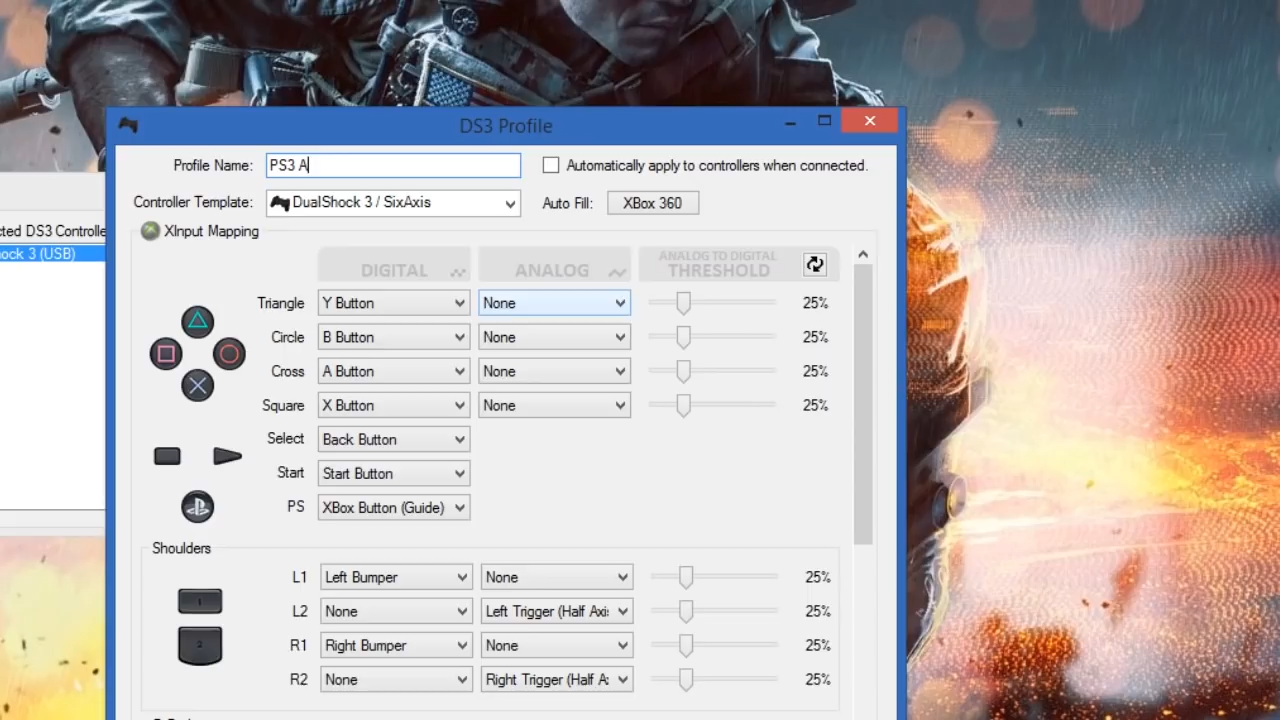 DS3 Profile
Profile Name: PS3 A
Automatically apply to controllers when connected.
Controller Template: DualShock 3 / SixAxis Auto Fill: XBox 360
cted DS3 Controlle
XInput Mapping
ock 3 (USB)
DIGITAL ANALOG ANALOG TO DIGITAL THRESHOLD
Triangle Y Button None 25%
Circle B Button None 25%
Cross A Button None 25%
Square X Button None 25%
Select Back Button
Start Start Button
PS XBox Button (Guide)
Shoulders
L1 Left Bumper None 25%
1
L2 None Left Trigger (Half Axi: 25%
2
R1 Right Bumper None 25%
R2 None Right Trigger (Half A: 25%